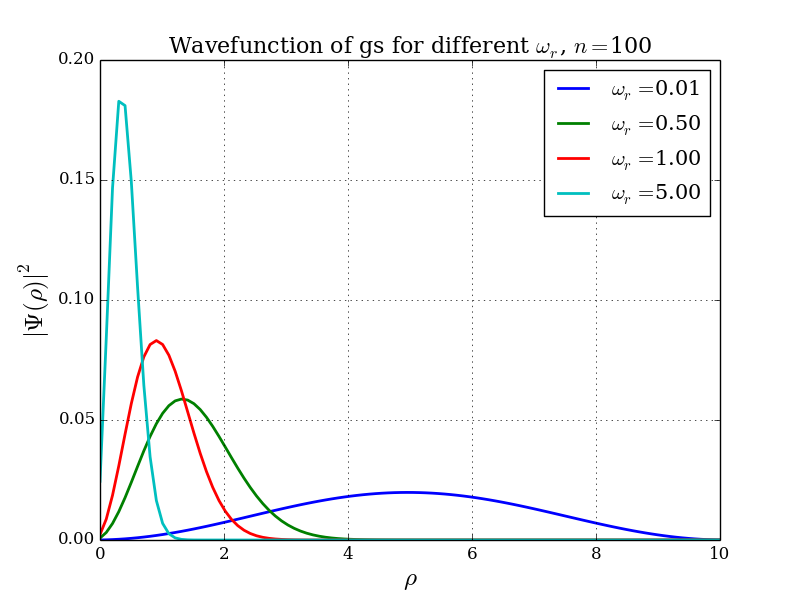 Wavefunction of gs for different ωᵣ, n=100
0.20
0.15
0.10
0.05
0.00
|Ψ(ρ)|²
ωᵣ =0.01
ωᵣ =0.50
ωᵣ =1.00
ωᵣ =5.00
0 2 4 6 8 10
ρ